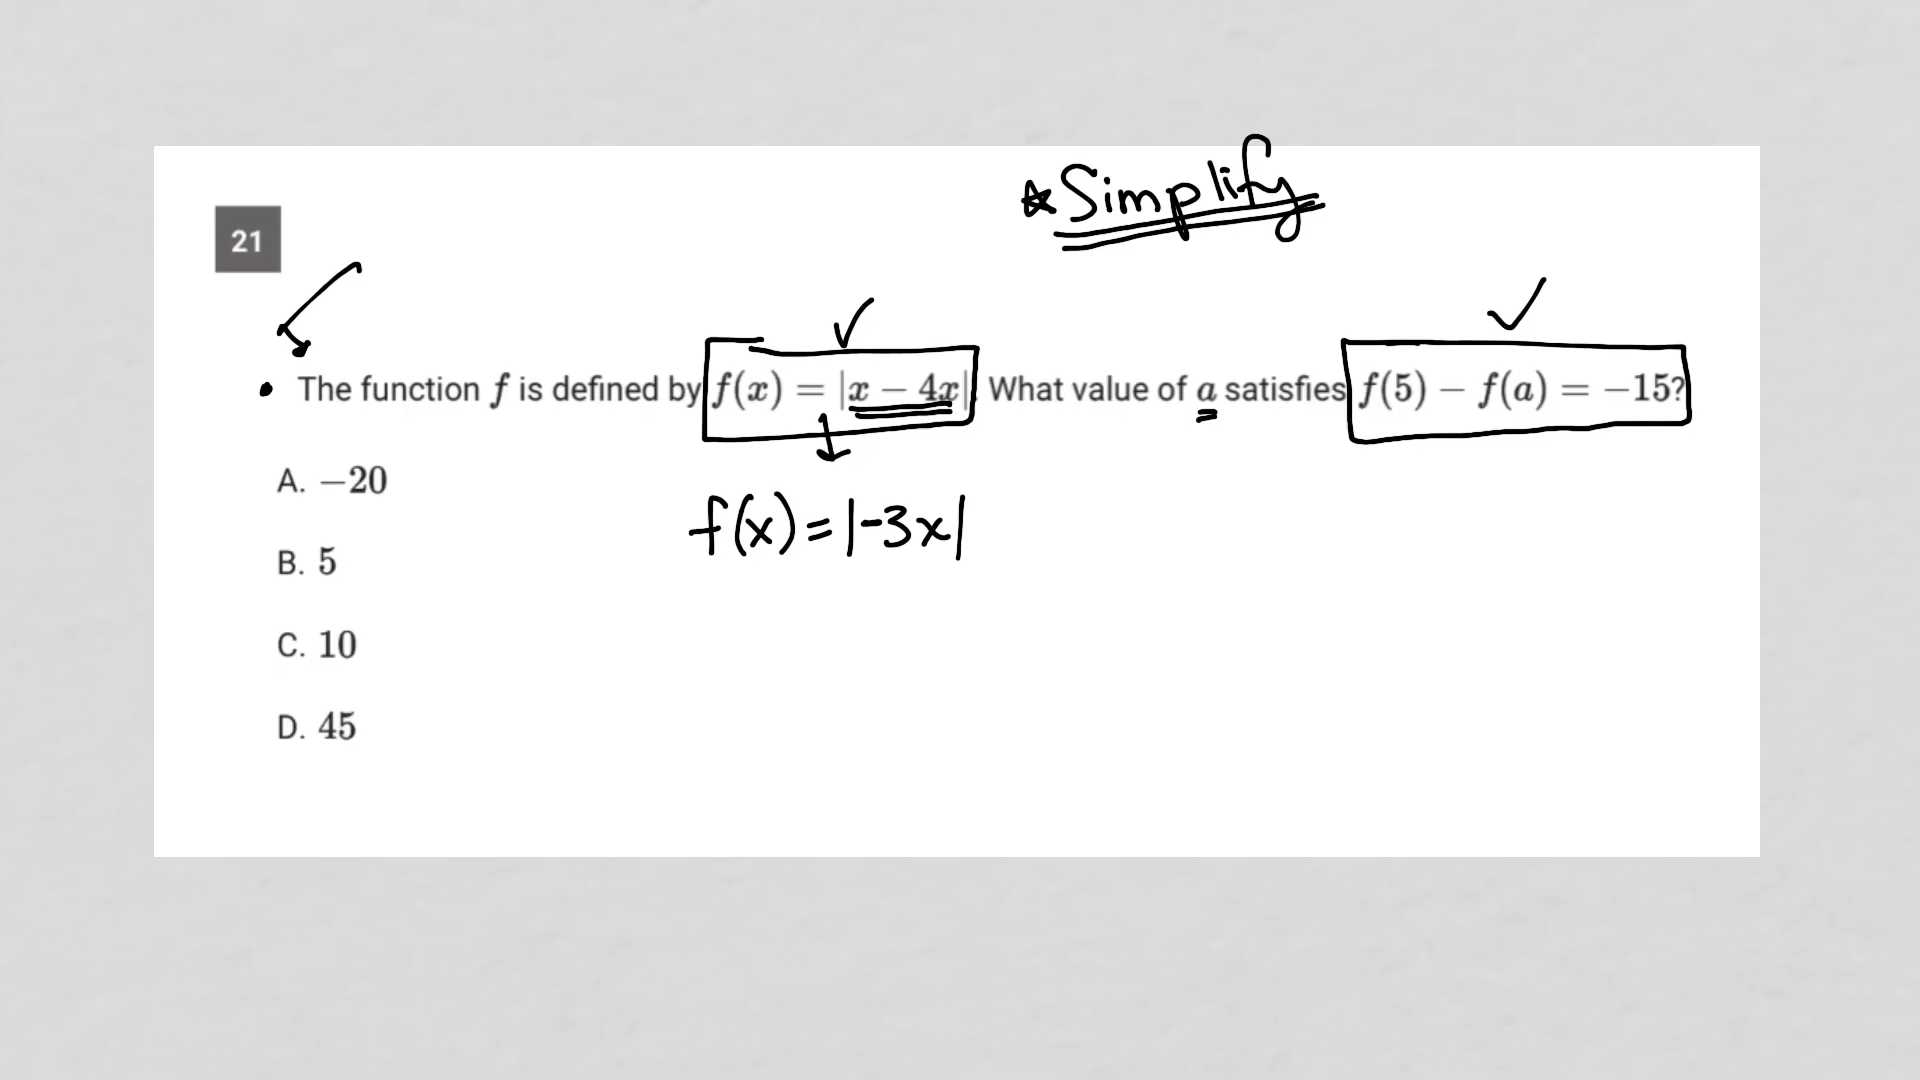 ★Simplify
21
• The function f is defined by f(x) = |x − 4x|. What value of a satisfies f(5) − f(a) = −15?
A. −20
f(x)=|-3x|
B. 5
C. 10
D. 45